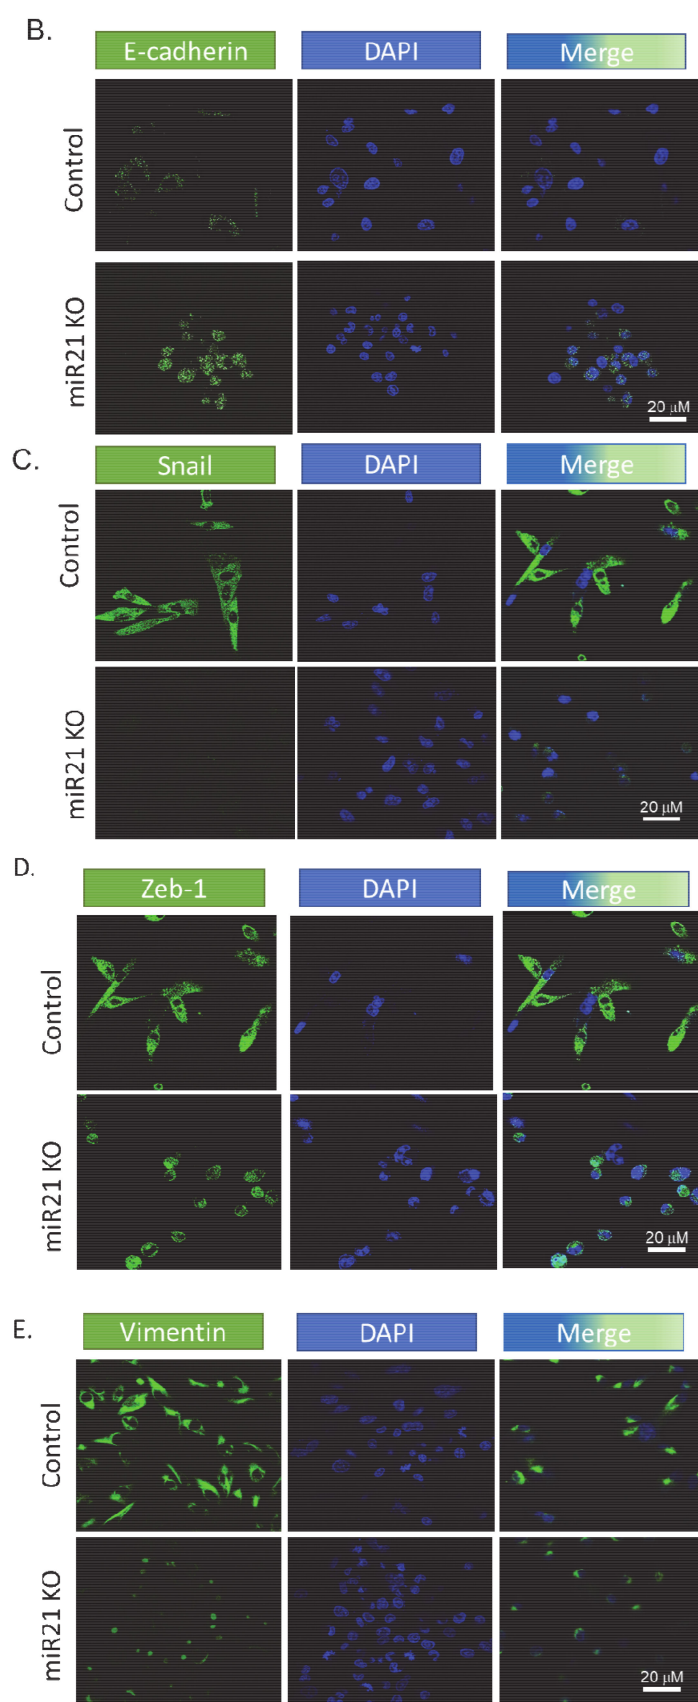 B.
E-cadherin DAPI Merge
Control
miR21 KO
20 μM
C.
Snail DAPI Merge
Control
miR21 KO
20 μM
D.
Zeb-1 DAPI Merge
Control
miR21 KO
20 μM
E.
Vimentin DAPI Merge
Control
miR21 KO
20 μM